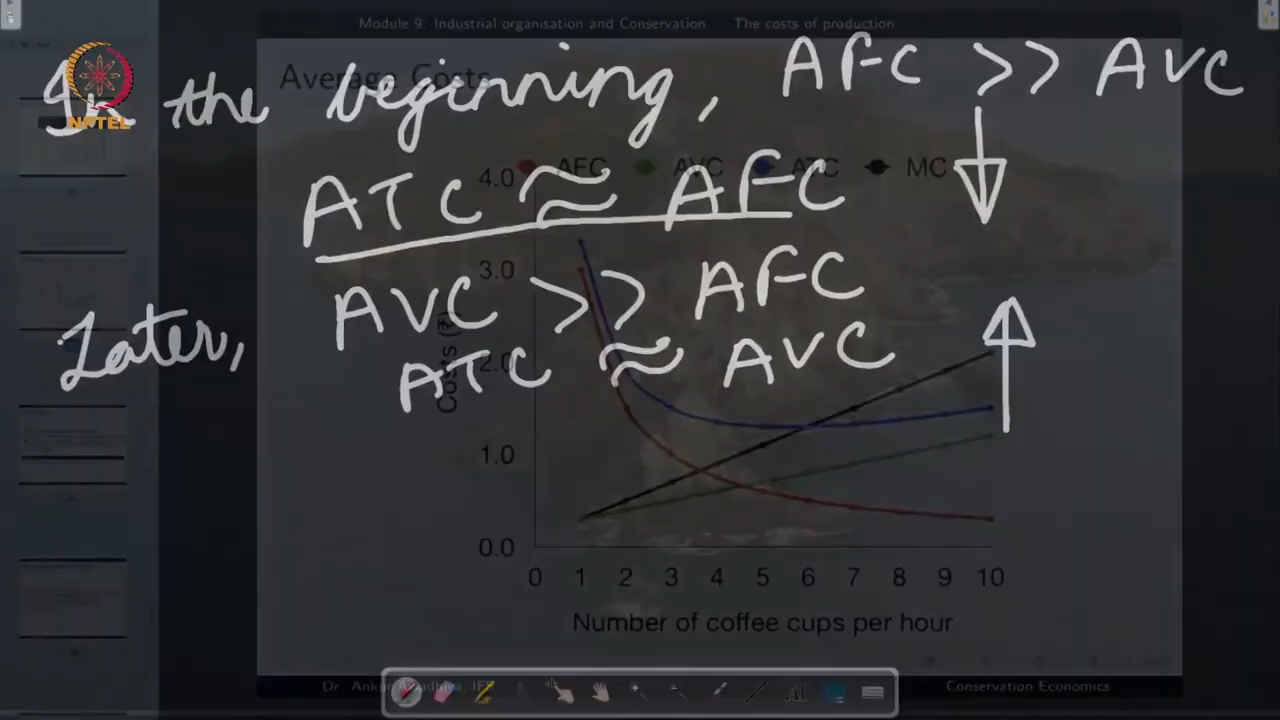 Module 9: Industrial organisation and Conservation The costs of production
Average Costs
In the beginning, AFC >> AVC
NPTEL
AFC AVC ATC MC
ATC ≈ AFC
Later, AVC >> AFC
ATC ≈ AVC
Costs (₹)
4.0
3.0
2.0
1.0
0.0
0 1 2 3 4 5 6 7 8 9 10
Number of coffee cups per hour
Conservation Economics